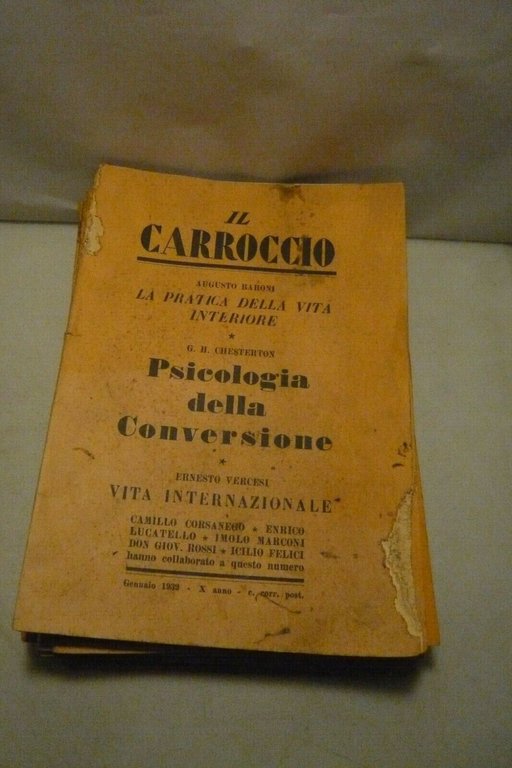 IL
CARROCCIO
AUGUSTO BARONI
LA PRATICA DELLA VITA
INTERIORE
*
G. H. CHESTERTON
Psicologia
della
Conversione
*
ERNESTO VERCESI
VITA INTERNAZIONALE
CAMILLO CORSANEGO * ENRICO
LUCATELLO * IMOLO MARCONI
DON GIOV. ROSSI * ICILIO FELICI
hanno collaborato a questo numero
Gennaio 1932 - X anno - c. corr. post.